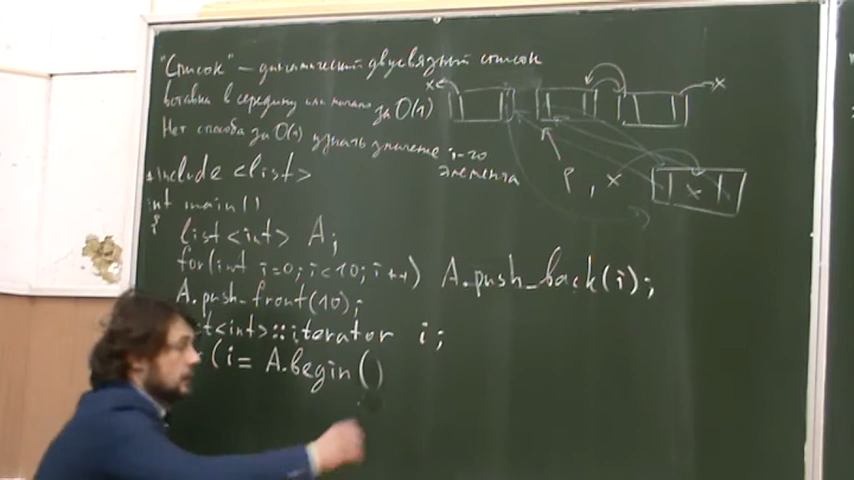 "Список" – динамический двусвязный список
вставка в середину или начало за O(1)
Нет способа за O(1) узнать значение i-го
элемента
x
x
p, x
x
#include <list>
int main()
{
list<int> A;
for(int i=0; i<10; i++) A.push_back(i);
A.push_front(10);
<int>::iterator i;
(i= A.begin()